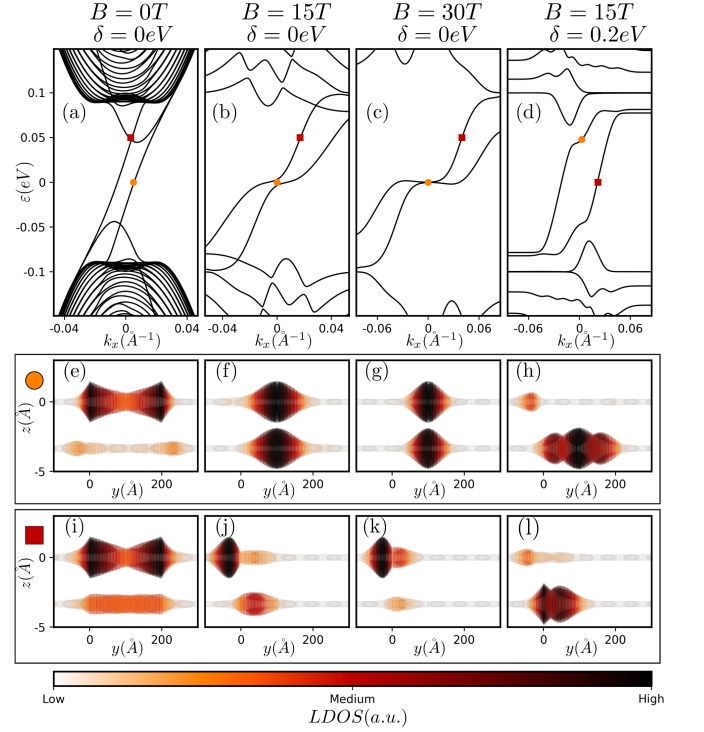 B = 0T B = 15T B = 30T B = 15T
δ = 0eV δ = 0eV δ = 0eV δ = 0.2eV
ε(eV)
0.1
0.05
0
-0.05
-0.1
(a) (b) (c) (d)
-0.04 0 0.04 -0.04 0 0.04 -0.06 0 0.06 -0.06 0 0.06
kₓ(Å⁻¹) kₓ(Å⁻¹) kₓ(Å⁻¹) kₓ(Å⁻¹)
(e) (f) (g) (h)
z(Å)
0
-5
0 200 0 200 0 200 0 200
y(Å) y(Å) y(Å) y(Å)
(i) (j) (k) (l)
z(Å)
0
-5
0 200 0 200 0 200 0 200
y(Å) y(Å) y(Å) y(Å)
Low Medium High
LDOS(a.u.)